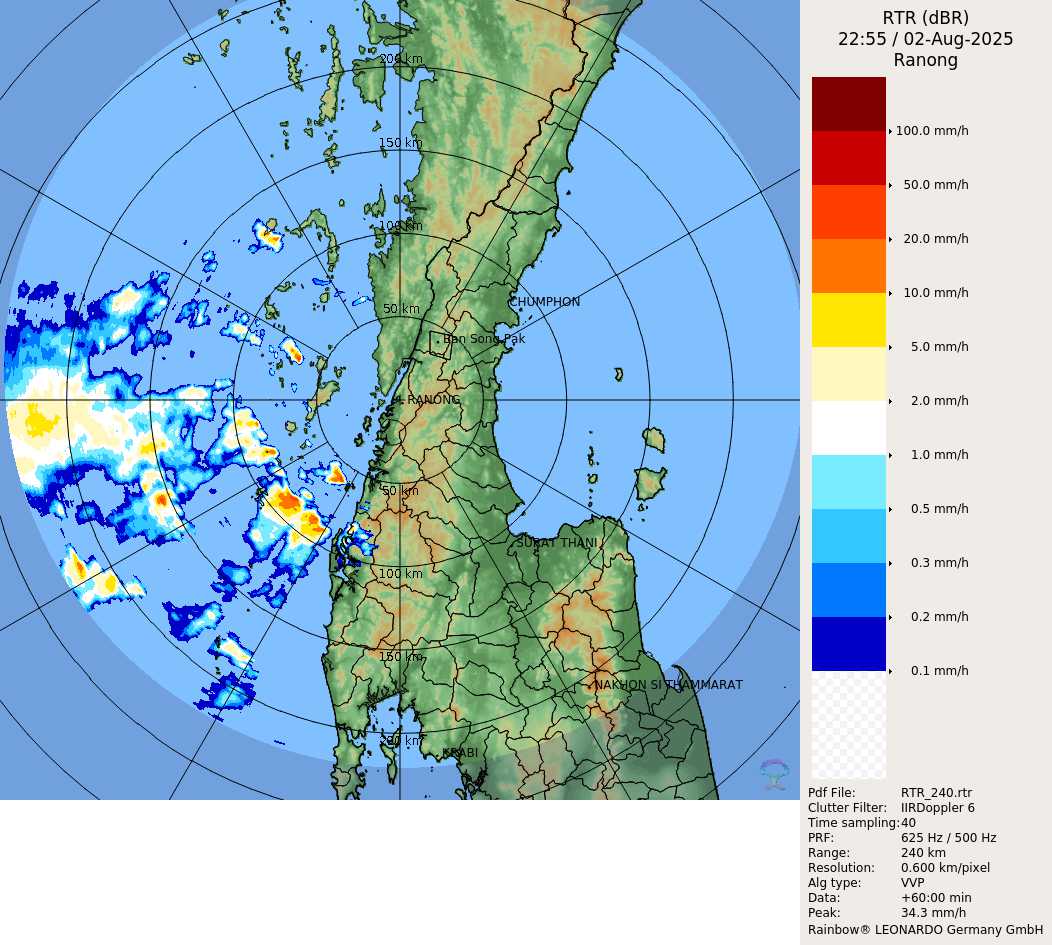 RTR (dBR)
22:55 / 02-Aug-2025
Ranong
100.0 mm/h
50.0 mm/h
20.0 mm/h
10.0 mm/h
5.0 mm/h
2.0 mm/h
1.0 mm/h
0.5 mm/h
0.3 mm/h
0.2 mm/h
0.1 mm/h
Pdf File: RTR_240.rtr
Clutter Filter: IIRDoppler 6
Time sampling: 40
PRF: 625 Hz / 500 Hz
Range: 240 km
Resolution: 0.600 km/pixel
Alg type: VVP
Data: +60:00 min
Peak: 34.3 mm/h
Rainbow® LEONARDO Germany GmbH
200 km
150 km
100 km
50 km
CHUMPHON
Ban Song Pak
RANONG
50 km
SURAT THANI
100 km
150 km
NAKHON SI THAMMARAT
200 km
KRABI